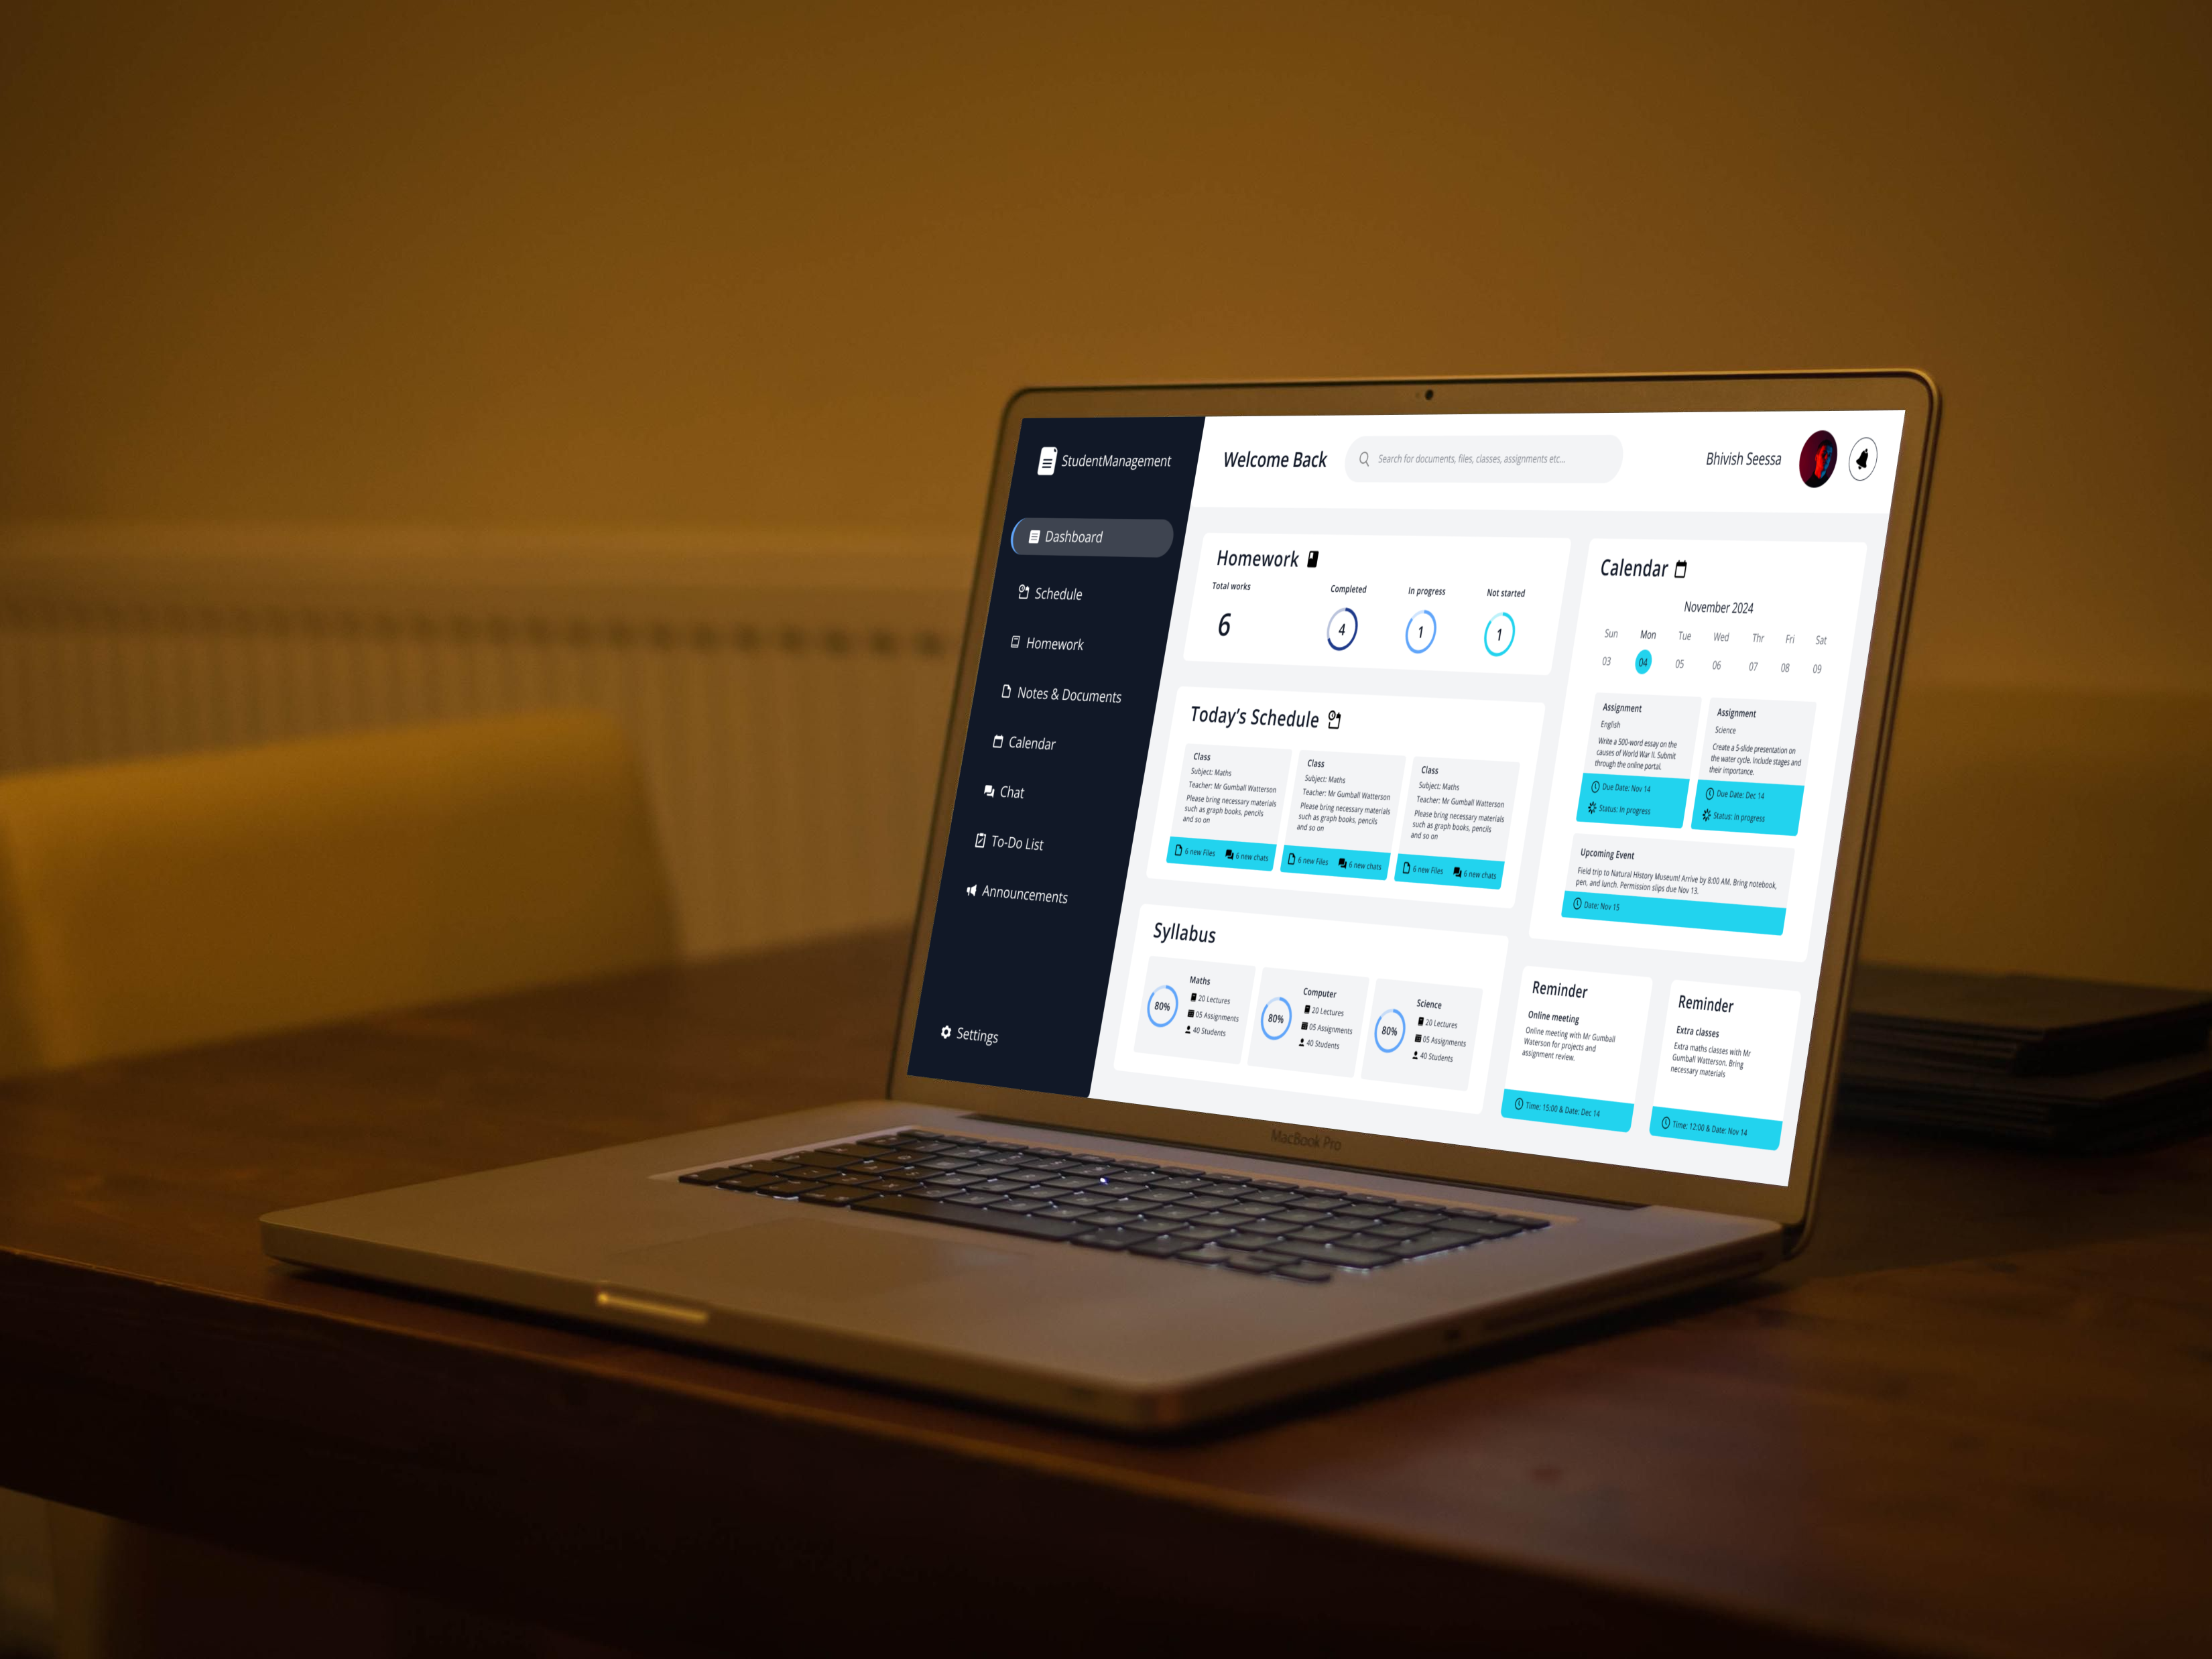 StudentManagement
Dashboard
Schedule
Homework
Notes & Documents
Calendar
Chat
To-Do List
Announcements
Settings
Welcome Back
Search for documents, files, classes, assignments etc...
Bhivish Seessa
Homework
Total works
Completed
In progress
Not started
6
4
1
1
Today's Schedule
Class
Subject: Maths
Teacher: Mr Gumball Watterson
Please bring necessary materials
such as graph books, pencils
and so on
6 new Files
6 new chats
Class
Subject: Maths
Teacher: Mr Gumball Watterson
Please bring necessary materials
such as graph books, pencils
and so on
6 new Files
6 new chats
Class
Subject: Maths
Teacher: Mr Gumball Watterson
Please bring necessary materials
such as graph books, pencils
and so on
6 new Files
6 new chats
Syllabus
80%
Maths
20 Lectures
05 Assignments
40 Students
80%
Computer
20 Lectures
05 Assignments
40 Students
80%
Science
20 Lectures
05 Assignments
40 Students
Calendar
November 2024
Sun Mon Tue Wed Thr Fri Sat
03 04 05 06 07 08 09
Assignment
English
Write a 500-word essay on the
causes of World War II. Submit
through the online portal.
Due Date: Nov 14
Status: In progress
Assignment
Science
Create a 5-slide presentation on
the water cycle. Include stages and
their importance.
Due Date: Dec 14
Status: In progress
Upcoming Event
Field trip to Natural History Museum! Arrive by 8:00 AM. Bring notebook,
pen, and lunch. Permission slips due Nov 13.
Date: Nov 15
Reminder
Online meeting
Online meeting with Mr Gumball
Waterson for projects and
assignment review.
Time: 15:00 & Date: Dec 14
Reminder
Extra classes
Extra maths classes with Mr
Gumball Watterson. Bring
necessary materials
Time: 12:00 & Date: Nov 14
MacBook Pro